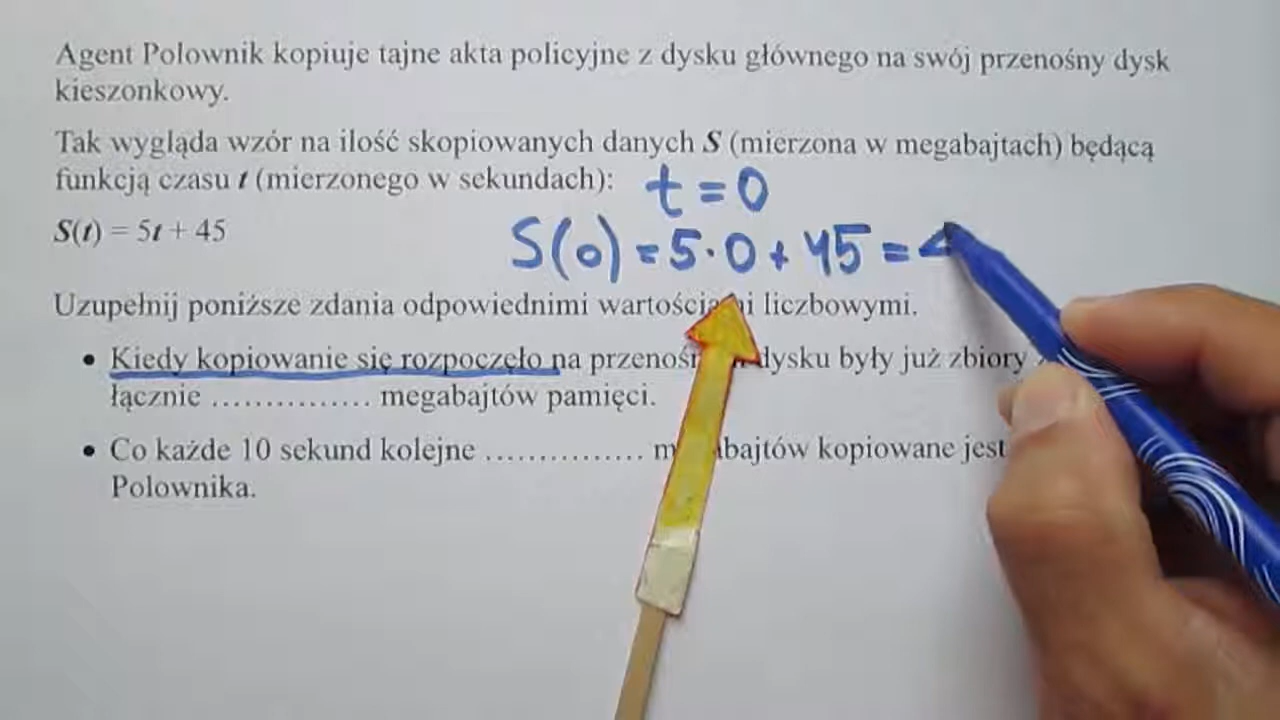 Agent Polownik kopiuje tajne akta policyjne z dysku głównego na swój przenośny dysk
kieszonkowy.
Tak wygląda wzór na ilość skopiowanych danych S (mierzona w megabajtach) będącą
funkcją czasu t (mierzonego w sekundach):
t = 0
S(t) = 5t + 45
S(0) = 5·0 + 45 = 4
Uzupełnij poniższe zdania odpowiednimi wartościami liczbowymi.
• Kiedy kopiowanie się rozpoczęło na dysku były już zbiory
łącznie …………… megabajtów pamięci.
• Co każde 10 sekund kolejne …………… megabajtów kopiowane jest
Polownika.